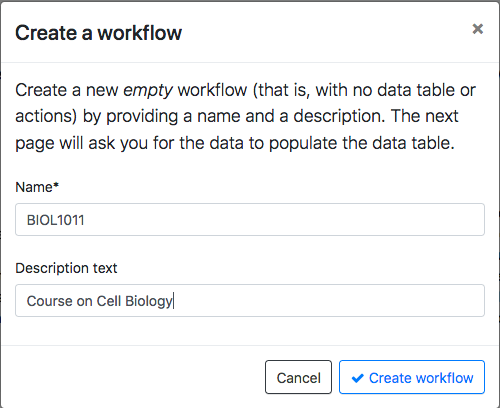 Create a workflow
×
Create a new empty workflow (that is, with no data table or
actions) by providing a name and a description. The next
page will ask you for the data to populate the data table.
Name*
BIOL1011
Description text
Course on Cell Biology
Cancel
✔ Create workflow